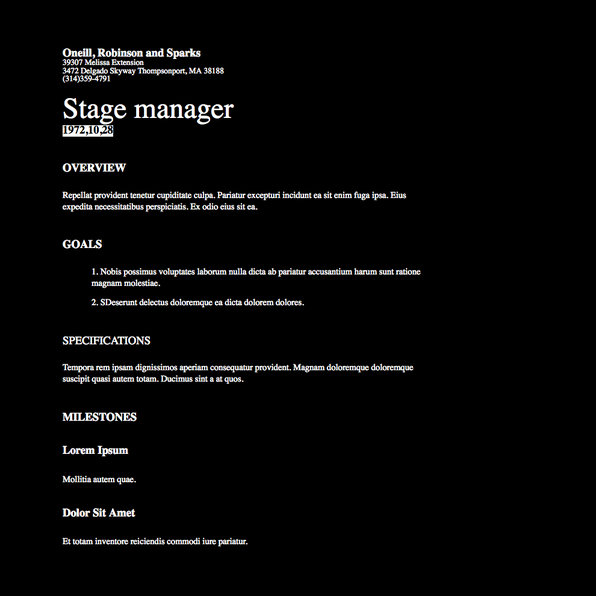 Oneill, Robinson and Sparks
39307 Melissa Extension
3472 Delgado Skyway Thompsonport, MA 38188
(314)359-4791
Stage manager
1972,10,28
OVERVIEW
Repellat provident tenetur cupiditate culpa. Pariatur excepturi incidunt ea sit enim fuga ipsa. Eius
expedita necessitatibus perspiciatis. Ex odio eius sit ea.
GOALS
1. Nobis possimus voluptates laborum nulla dicta ab pariatur accusantium harum sunt ratione
magnam molestiae.
2. SDeserunt delectus doloremque ea dicta dolorem dolores.
SPECIFICATIONS
Tempora rem ipsam dignissimos aperiam consequatur provident. Magnam doloremque doloremque
suscipit quasi autem totam. Ducimus sint a at quos.
MILESTONES
Lorem Ipsum
Mollitia autem quae.
Dolor Sit Amet
Et totam inventore reiciendis commodi iure pariatur.